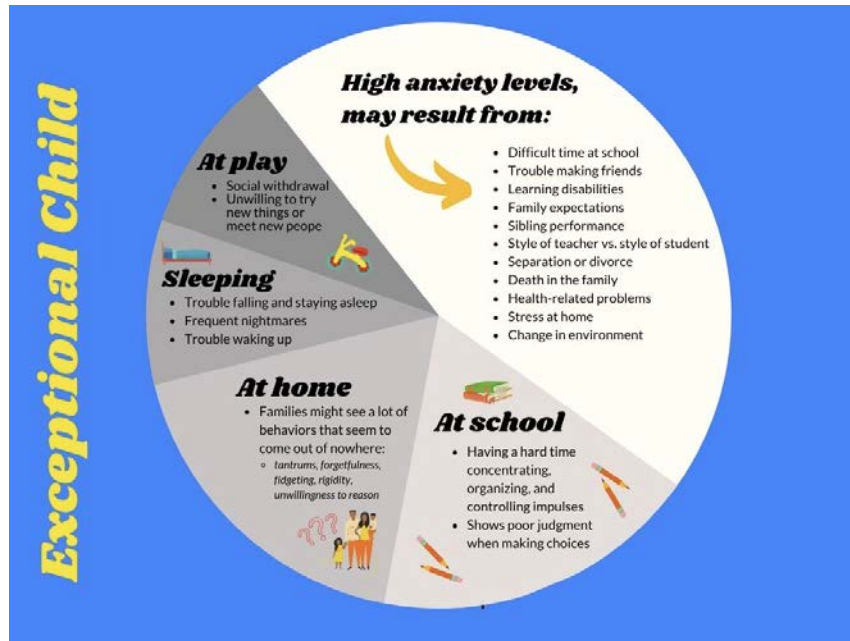 Exceptional Child
High anxiety levels,
may result from:
• Difficult time at school
• Trouble making friends
• Learning disabilities
• Family expectations
• Sibling performance
• Style of teacher vs. style of student
• Separation or divorce
• Death in the family
• Health-related problems
• Stress at home
• Change in environment
At play
• Social withdrawal
• Unwilling to try
new things or
meet new peope
Sleeping
• Trouble falling and staying asleep
• Frequent nightmares
• Trouble waking up
At home
• Families might see a lot of
behaviors that seem to
come out of nowhere:
◦ tantrums, forgetfulness,
fidgeting, rigidity,
unwillingness to reason
???
At school
• Having a hard time
concentrating,
organizing, and
controlling impulses
• Shows poor judgment
when making choices